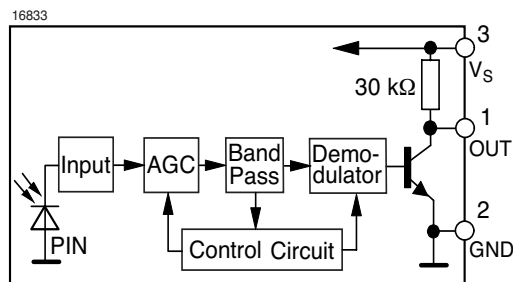 16833
3
V_S
30 kΩ
1
OUT
Input
AGC
Band
Pass
Demo-
dulator
2
GND
PIN
Control Circuit